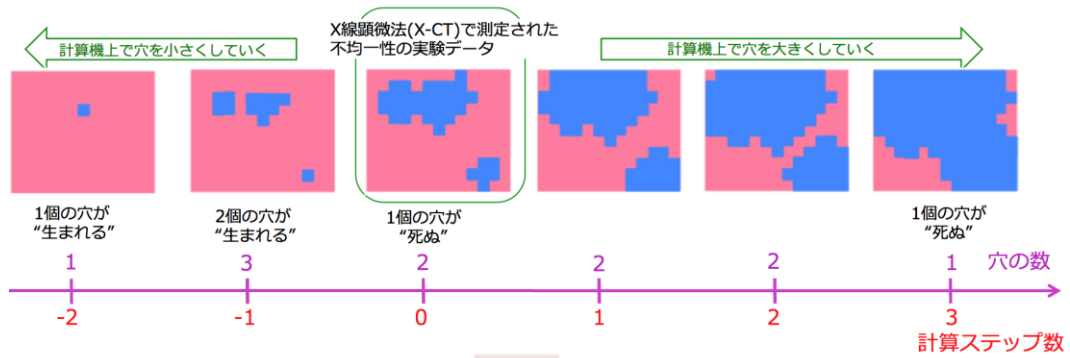 X線顕微法(X-CT)で測定された
不均一性の実験データ
計算機上で穴を小さくしていく
計算機上で穴を大きくしていく
1個の穴が
“生まれる”
2個の穴が
“生まれる”
1個の穴が
“死ぬ”
1個の穴が
“死ぬ”
1 3 2 2 2 1 穴の数
-2 -1 0 1 2 3
計算ステップ数